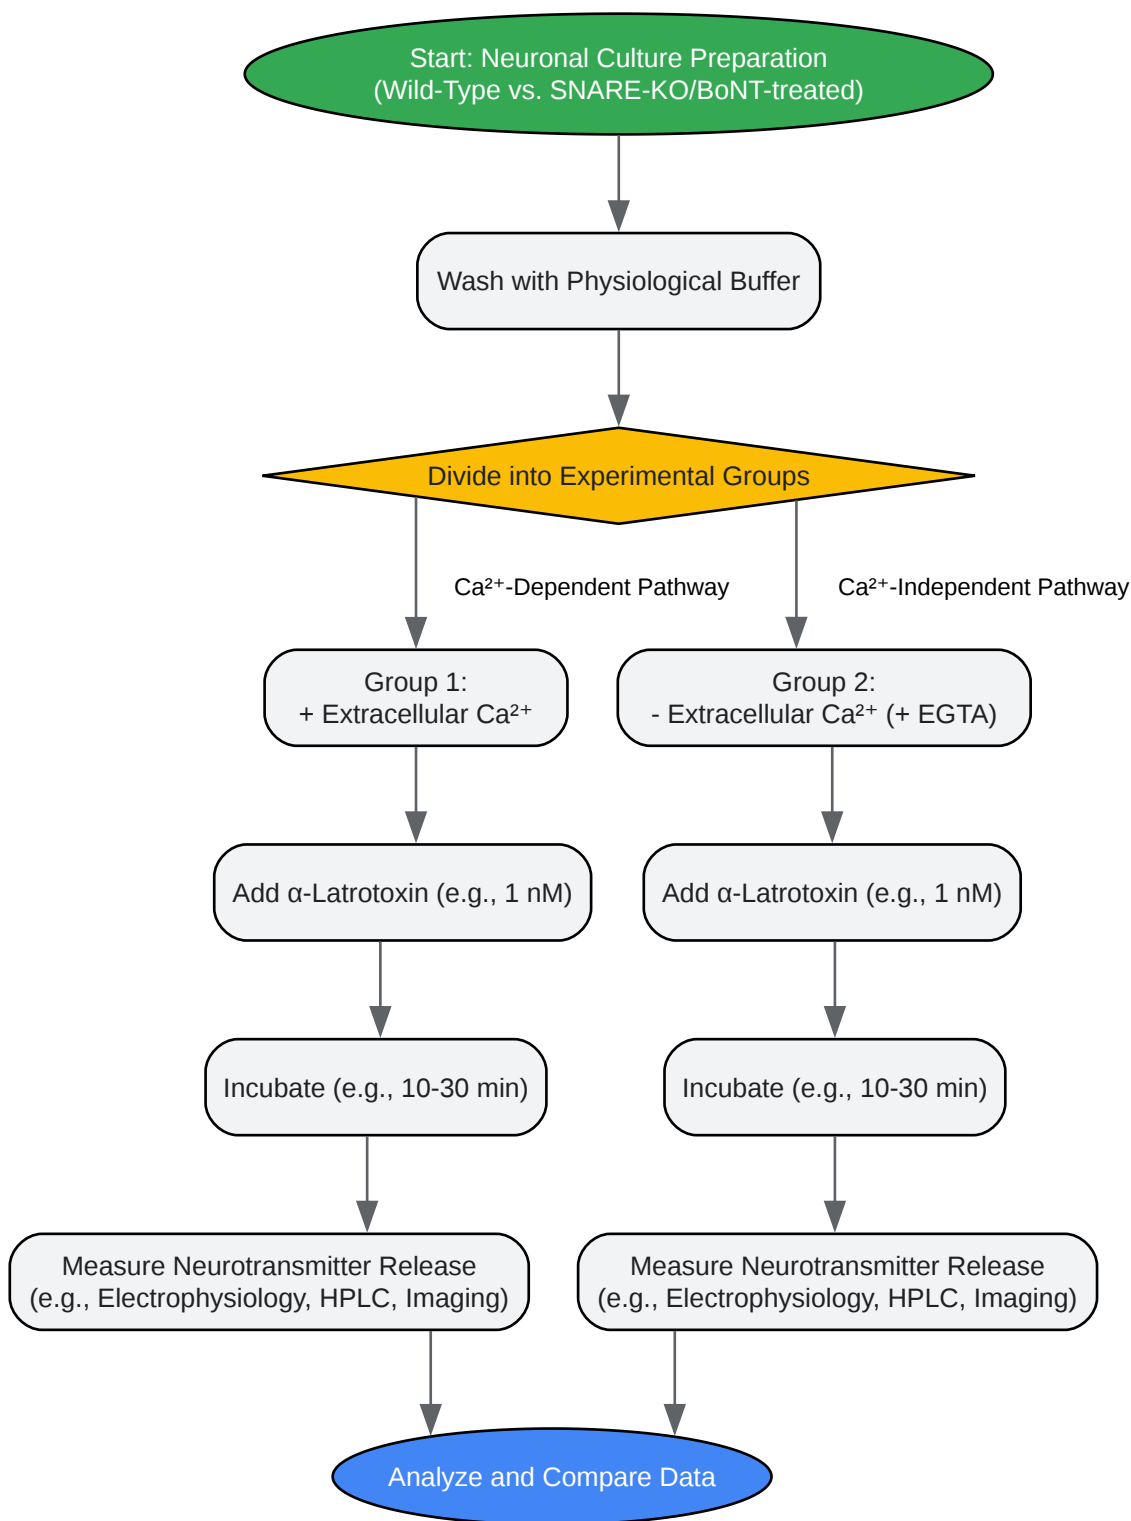 Start: Neuronal Culture Preparation
(Wild-Type vs. SNARE-KO/BoNT-treated)
Wash with Physiological Buffer
Divide into Experimental Groups
Ca²⁺-Dependent Pathway
Ca²⁺-Independent Pathway
Group 1:
+ Extracellular Ca²⁺
Group 2:
- Extracellular Ca²⁺ (+ EGTA)
Add α-Latrotoxin (e.g., 1 nM)
Add α-Latrotoxin (e.g., 1 nM)
Incubate (e.g., 10-30 min)
Incubate (e.g., 10-30 min)
Measure Neurotransmitter Release
(e.g., Electrophysiology, HPLC, Imaging)
Measure Neurotransmitter Release
(e.g., Electrophysiology, HPLC, Imaging)
Analyze and Compare Data